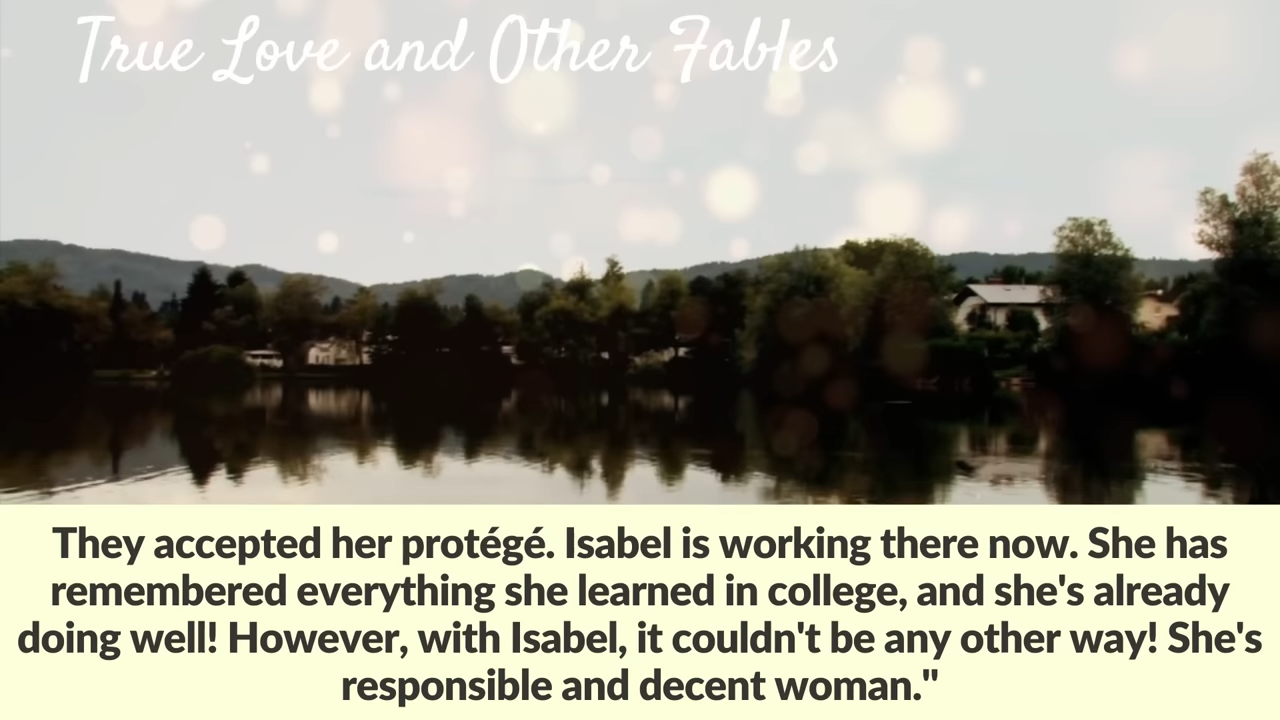 True Love and Other Fables
They accepted her protégé. Isabel is working there now. She has
remembered everything she learned in college, and she's already
doing well! However, with Isabel, it couldn't be any other way! She's
responsible and decent woman."